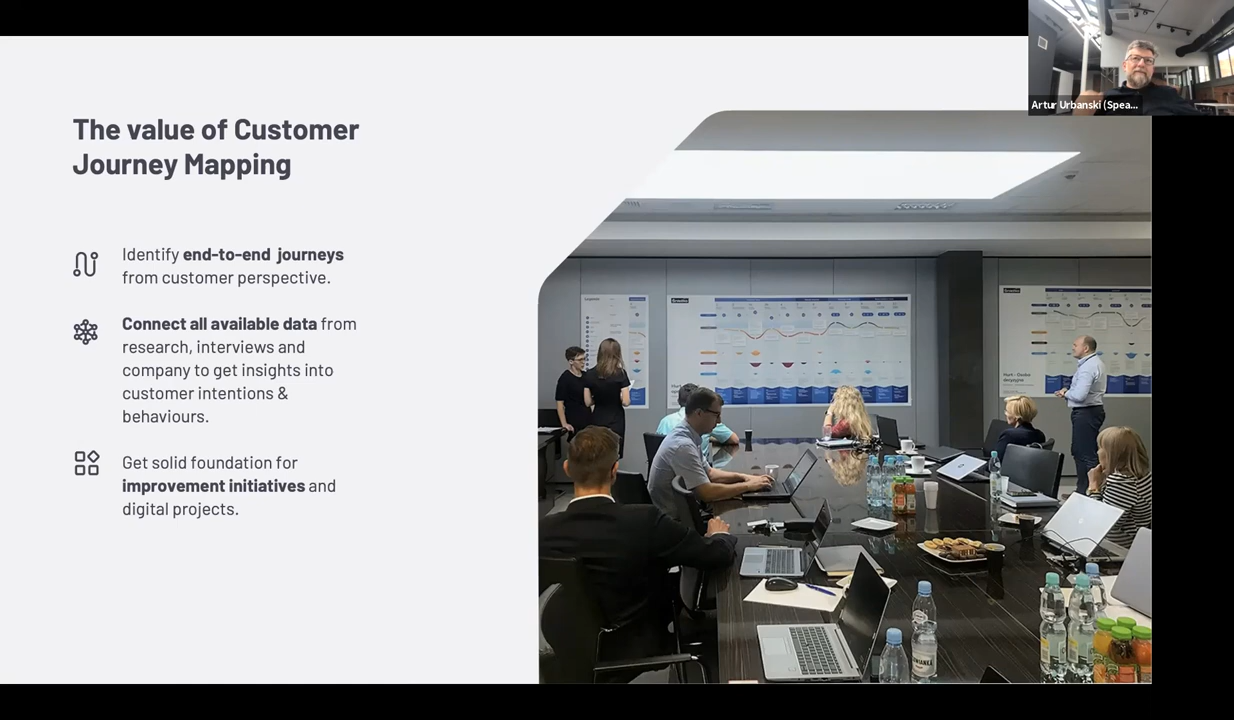 The value of Customer
Journey Mapping
Identify end-to-end journeys
from customer perspective.
Connect all available data from
research, interviews and
company to get insights into
customer intentions &
behaviours.
Get solid foundation for
improvement initiatives and
digital projects.
Artur Urbanski (Spea...